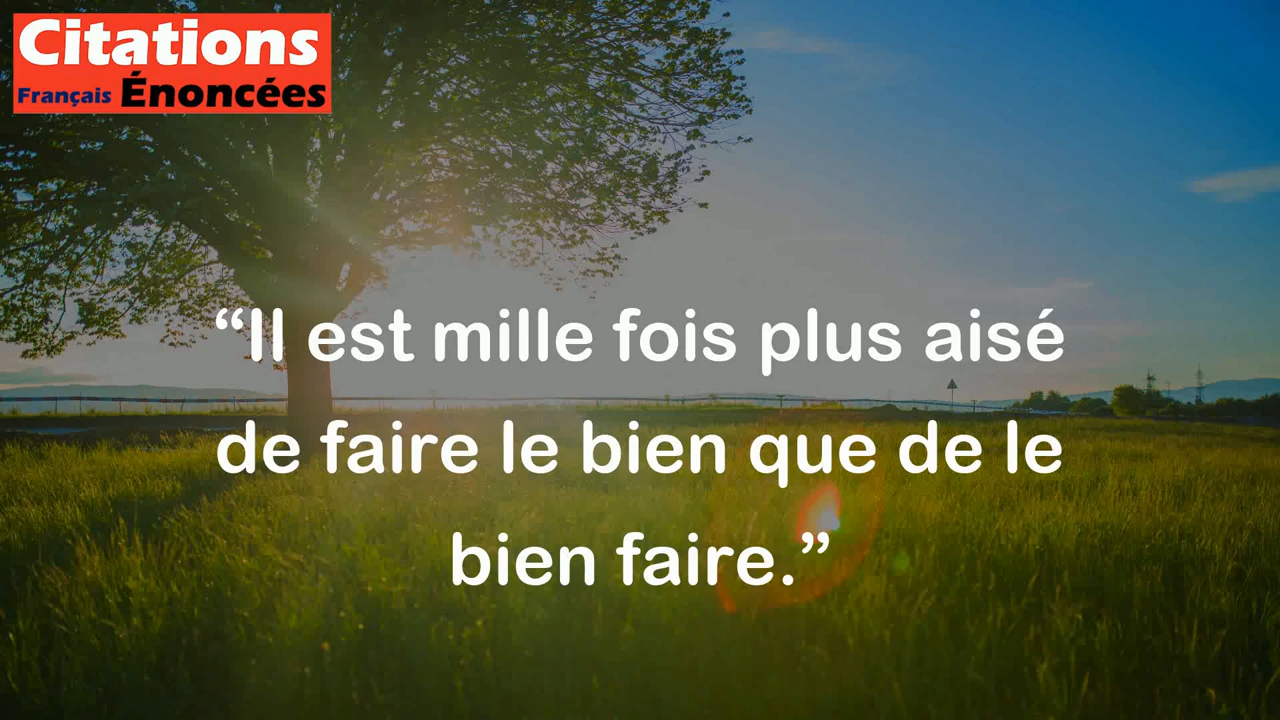 Citations
Français Énoncées
“Il est mille fois plus aisé
de faire le bien que de le
bien faire.”